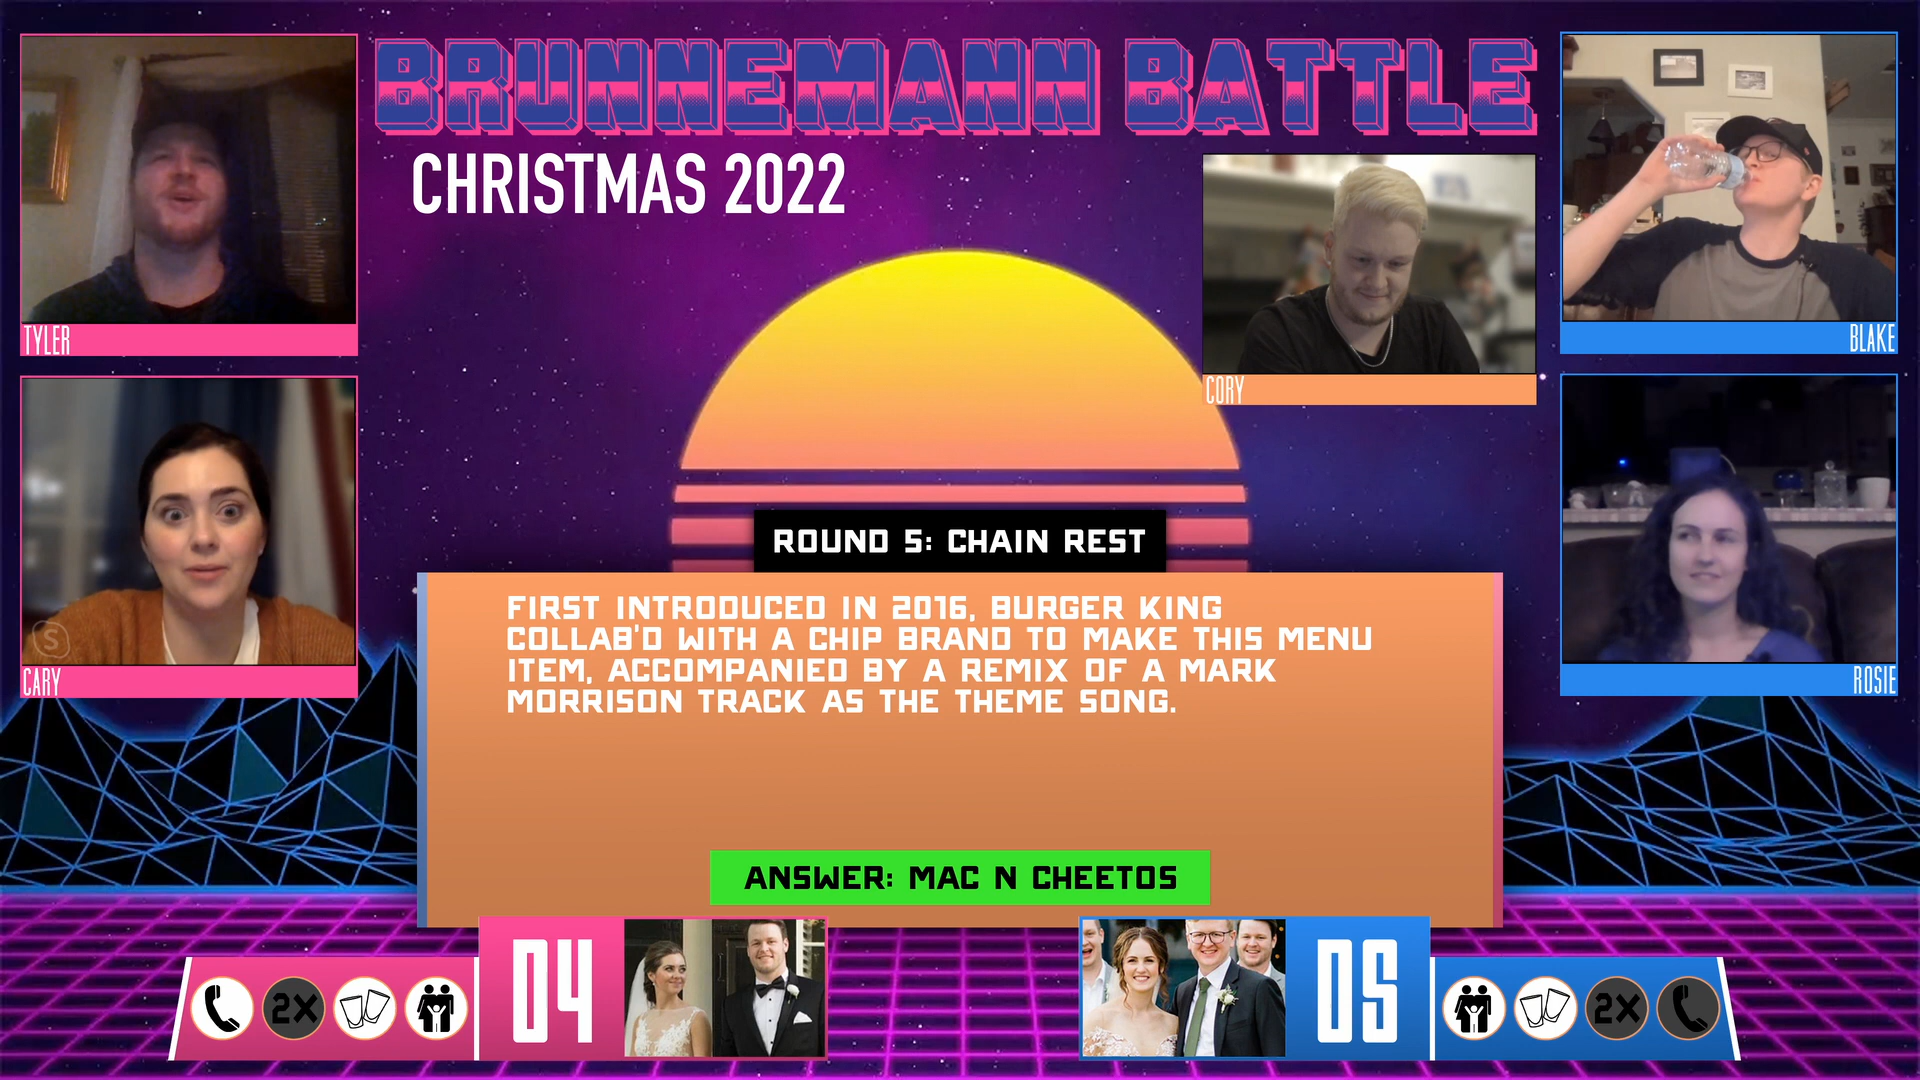 BRUNNEMANN BATTLE
CHRISTMAS 2022
TYLER
CARY
CORY
BLAKE
ROSIE
ROUND 5: CHAIN REST
FIRST INTRODUCED IN 2016, BURGER KING
COLLAB'D WITH A CHIP BRAND TO MAKE THIS MENU
ITEM, ACCOMPANIED BY A REMIX OF A MARK
MORRISON TRACK AS THE THEME SONG.
ANSWER: MAC N CHEETOS
2X
04
05
2X